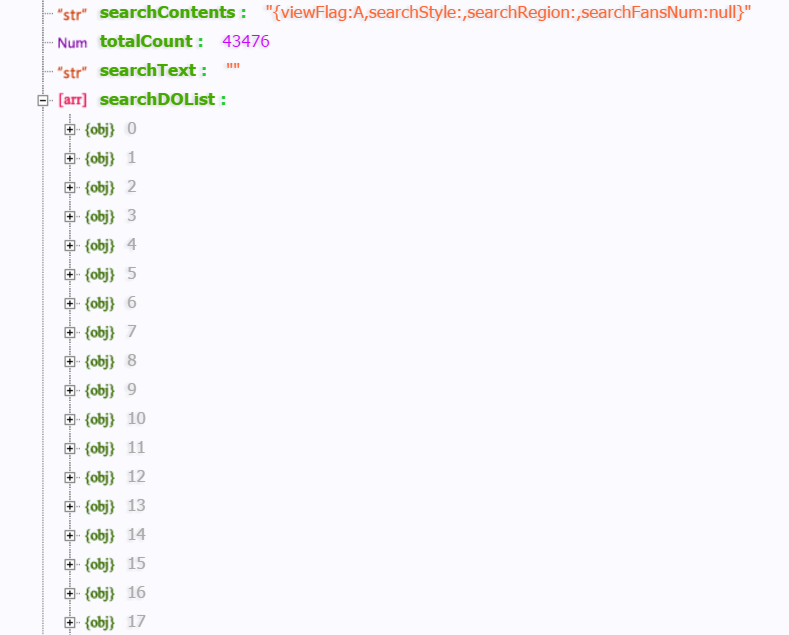 "str" searchContents : "{viewFlag:A,searchStyle:,searchRegion:,searchFansNum:null}"
Num totalCount : 43476
"str" searchText : ""
[arr] searchDOList :
{obj} 0
{obj} 1
{obj} 2
{obj} 3
{obj} 4
{obj} 5
{obj} 6
{obj} 7
{obj} 8
{obj} 9
{obj} 10
{obj} 11
{obj} 12
{obj} 13
{obj} 14
{obj} 15
{obj} 16
{obj} 17